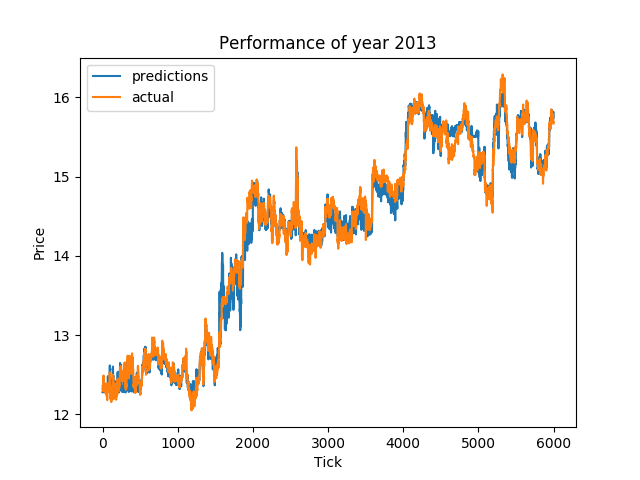 Performance of year 2013
predictions
actual
16
15
14
13
12
Price
0 1000 2000 3000 4000 5000 6000
Tick